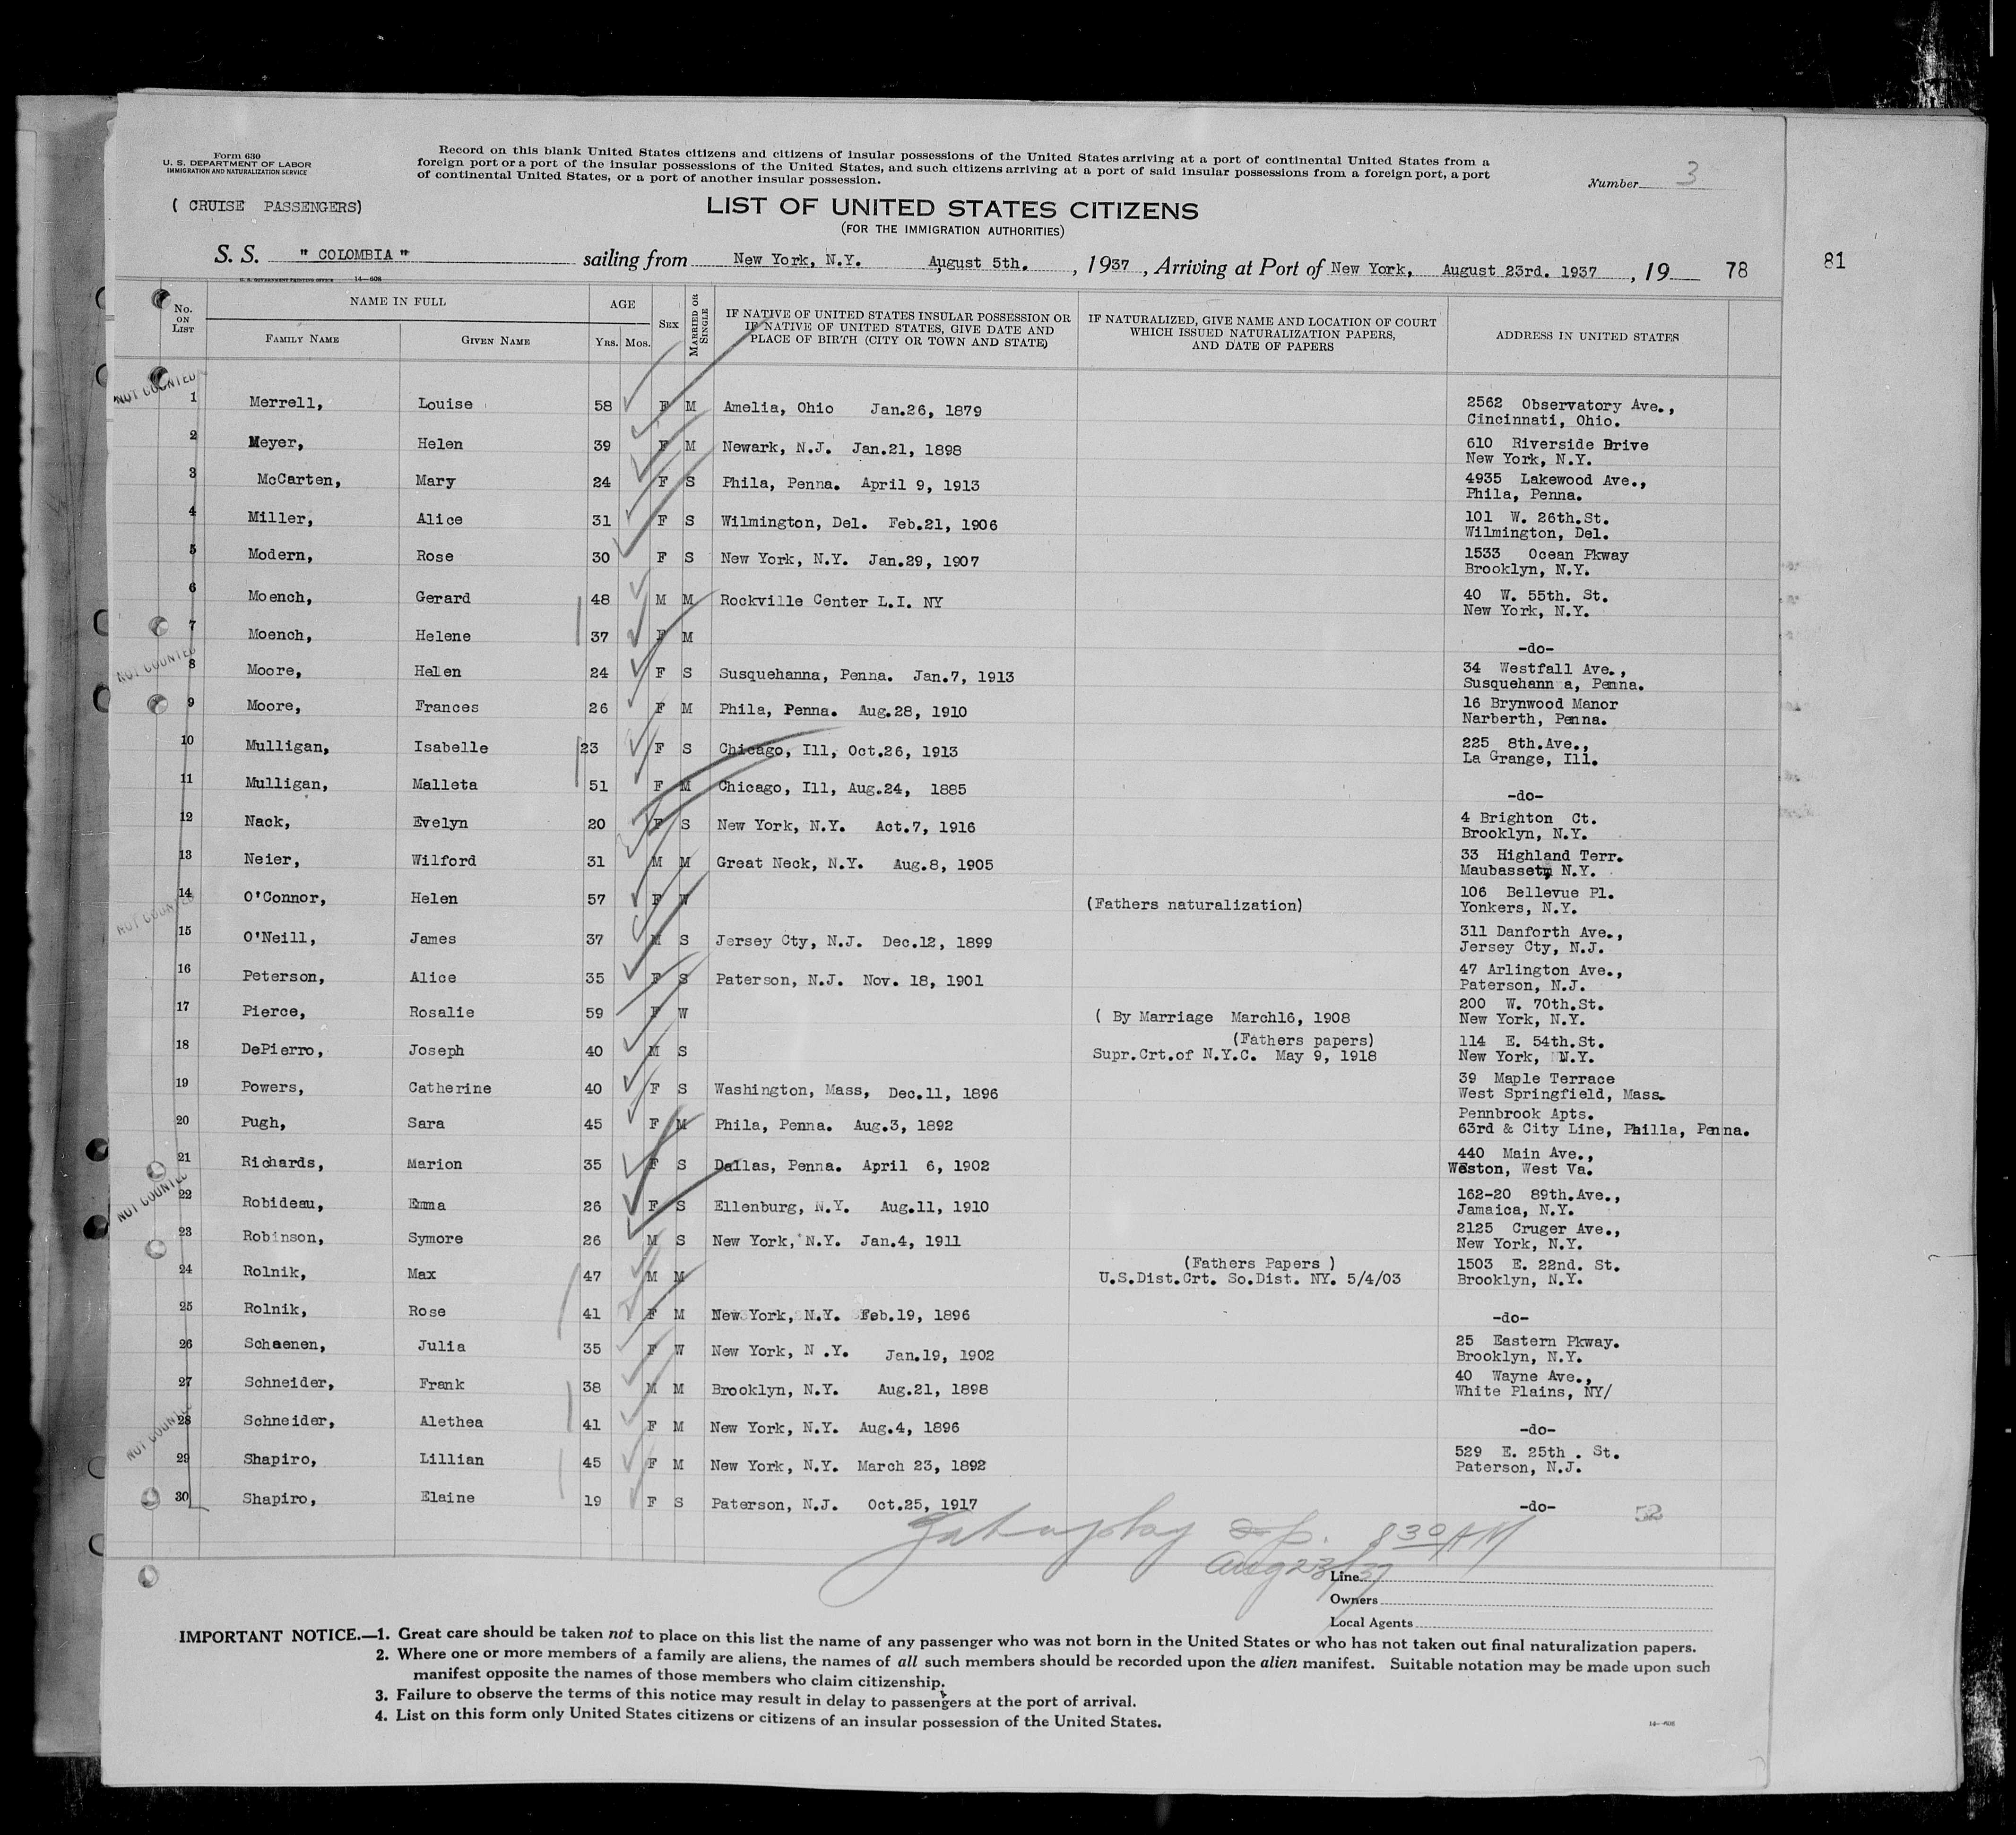 Form 630
U. S. DEPARTMENT OF LABOR
IMMIGRATION AND NATURALIZATION SERVICE
Record on this blank United States citizens and citizens of insular possessions of the United States arriving at a port of continental United States from a
foreign port or a port of the insular possessions of the United States, and such citizens arriving at a port of said insular possessions from a foreign port, a port
of continental United States, or a port of another insular possession.
Number 3
( CRUISE PASSENGERS)
LIST OF UNITED STATES CITIZENS
(FOR THE IMMIGRATION AUTHORITIES)
S. S. " COLOMBIA " sailing from New York, N.Y. August 5th. , 1937 , Arriving at Port of New York, August 23rd. 1937 , 19 78 81
U. S. GOVERNMENT PRINTING OFFICE 14—608
No. ON LIST NAME IN FULL AGE SEX MARRIED OR SINGLE IF NATIVE OF UNITED STATES INSULAR POSSESSION OR IF NATIVE OF UNITED STATES, GIVE DATE AND PLACE OF BIRTH (CITY OR TOWN AND STATE) IF NATURALIZED, GIVE NAME AND LOCATION OF COURT WHICH ISSUED NATURALIZATION PAPERS, AND DATE OF PAPERS ADDRESS IN UNITED STATES
FAMILY NAME GIVEN NAME YRS. MOS.
NOT COUNTED
1 Merrell, Louise 58 F M Amelia, Ohio Jan.26, 1879 2562 Observatory Ave.,
Cincinnati, Ohio.
2 Meyer, Helen 39 F M Newark, N.J. Jan.21, 1898 610 Riverside Drive
New York, N.Y.
3 McCarten, Mary 24 F S Phila, Penna. April 9, 1913 4935 Lakewood Ave.,
Phila, Penna.
4 Miller, Alice 31 F S Wilmington, Del. Feb.21, 1906 101 W. 26th.St.
Wilmington, Del.
5 Modern, Rose 30 F S New York, N.Y. Jan.29, 1907 1533 Ocean Pkway
Brooklyn, N.Y.
6 Moench, Gerard 48 M M Rockville Center L.I. NY 40 W. 55th. St.
New York, N.Y.
7 Moench, Helene 37 F M -do-
NOT COUNTED
8 Moore, Helen 24 F S Susquehanna, Penna. Jan.7, 1913 34 Westfall Ave.,
Susquehann a, Penna.
9 Moore, Frances 26 F M Phila, Penna. Aug.28, 1910 16 Brynwood Manor
Narberth, Penna.
10 Mulligan, Isabelle 23 F S Chicago, Ill, Oct.26, 1913 225 8th.Ave.,
La Grange, Ill.
11 Mulligan, Malleta 51 F M Chicago, Ill, Aug.24, 1885 -do-
12 Nack, Evelyn 20 F S New York, N.Y. Act.7, 1916 4 Brighton Ct.
Brooklyn, N.Y.
13 Neier, Wilford 31 M M Great Neck, N.Y. Aug.8, 1905 33 Highland Terr.
Maubasset, N.Y.
14 O'Connor, Helen 57 F W (Fathers naturalization) 106 Bellevue Pl.
Yonkers, N.Y.
NOT COUNTED
15 O'Neill, James 37 M S Jersey Cty, N.J. Dec.12, 1899 311 Danforth Ave.,
Jersey Cty, N.J.
16 Peterson, Alice 35 F S Paterson, N.J. Nov. 18, 1901 47 Arlington Ave.,
Paterson, N.J.
17 Pierce, Rosalie 59 F W ( By Marriage March16, 1908 200 W. 70th.St.
New York, N.Y.
18 DePierro, Joseph 40 M S (Fathers papers) 114 E. 54th.St.
Supr.Crt.of N.Y.C. May 9, 1918 New York, N.Y.
19 Powers, Catherine 40 F S Washington, Mass, Dec.11, 1896 39 Maple Terrace
West Springfield, Mass.
20 Pugh, Sara 45 F M Phila, Penna. Aug.3, 1892 Pennbrook Apts.
63rd & City Line, Philla, Penna.
21 Richards, Marion 35 F S Dallas, Penna. April 6, 1902 440 Main Ave.,
Weston, West Va.
NOT COUNTED
22 Robideau, Emma 26 F S Ellenburg, N.Y. Aug.11, 1910 162-20 89th.Ave.,
Jamaica, N.Y.
23 Robinson, Symore 26 M S New York, N.Y. Jan.4, 1911 2125 Cruger Ave.,
New York, N.Y.
24 Rolnik, Max 47 M M (Fathers Papers ) 1503 E. 22nd. St.
U.S.Dist.Crt. So.Dist. NY. 5/4/03 Brooklyn, N.Y.
25 Rolnik, Rose 41 F M New York, N.Y. Feb.19, 1896 -do-
26 Schaenen, Julia 35 F W New York, N .Y. Jan.19, 1902 25 Eastern Pkway.
Brooklyn, N.Y.
27 Schneider, Frank 38 M M Brooklyn, N.Y. Aug.21, 1898 40 Wayne Ave.,
White Plains, NY/
NOT COUNTED
28 Schneider, Alethea 41 F M New York, N.Y. Aug.4, 1896 -do-
29 Shapiro, Lillian 45 F M New York, N.Y. March 23, 1892 529 E. 25th . St.
Paterson, N.J.
30 Shapiro, Elaine 19 F S Paterson, N.J. Oct.25, 1917 -do-
52
8 30 AM
Aug 23/37
Line
Owners
Local Agents
IMPORTANT NOTICE.—1. Great care should be taken not to place on this list the name of any passenger who was not born in the United States or who has not taken out final naturalization papers.
2. Where one or more members of a family are aliens, the names of all such members should be recorded upon the alien manifest. Suitable notation may be made upon such
manifest opposite the names of those members who claim citizenship.
3. Failure to observe the terms of this notice may result in delay to passengers at the port of arrival.
4. List on this form only United States citizens or citizens of an insular possession of the United States.
14—608